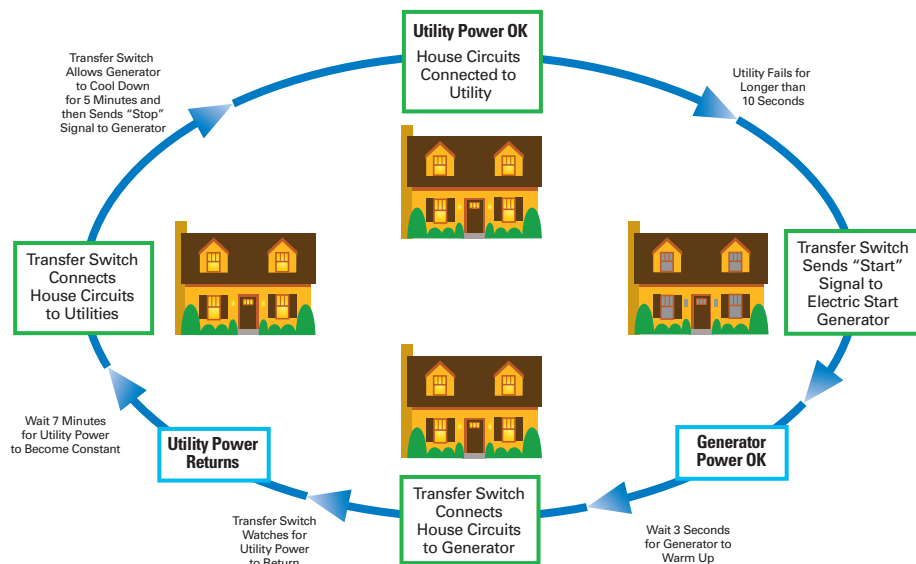 Utility Power OK
House Circuits
Connected to
Utility
Utility Fails for
Longer than
10 Seconds
Transfer Switch
Sends “Start”
Signal to
Electric Start
Generator
Generator
Power OK
Wait 3 Seconds
for Generator to
Warm Up
Transfer Switch
Connects
House Circuits
to Generator
Transfer Switch
Watches for
Utility Power
to Return
Utility Power
Returns
Wait 7 Minutes
for Utility Power
to Become Constant
Transfer Switch
Connects
House Circuits
to Utilities
Transfer Switch
Allows Generator
to Cool Down
for 5 Minutes and
then Sends “Stop”
Signal to Generator